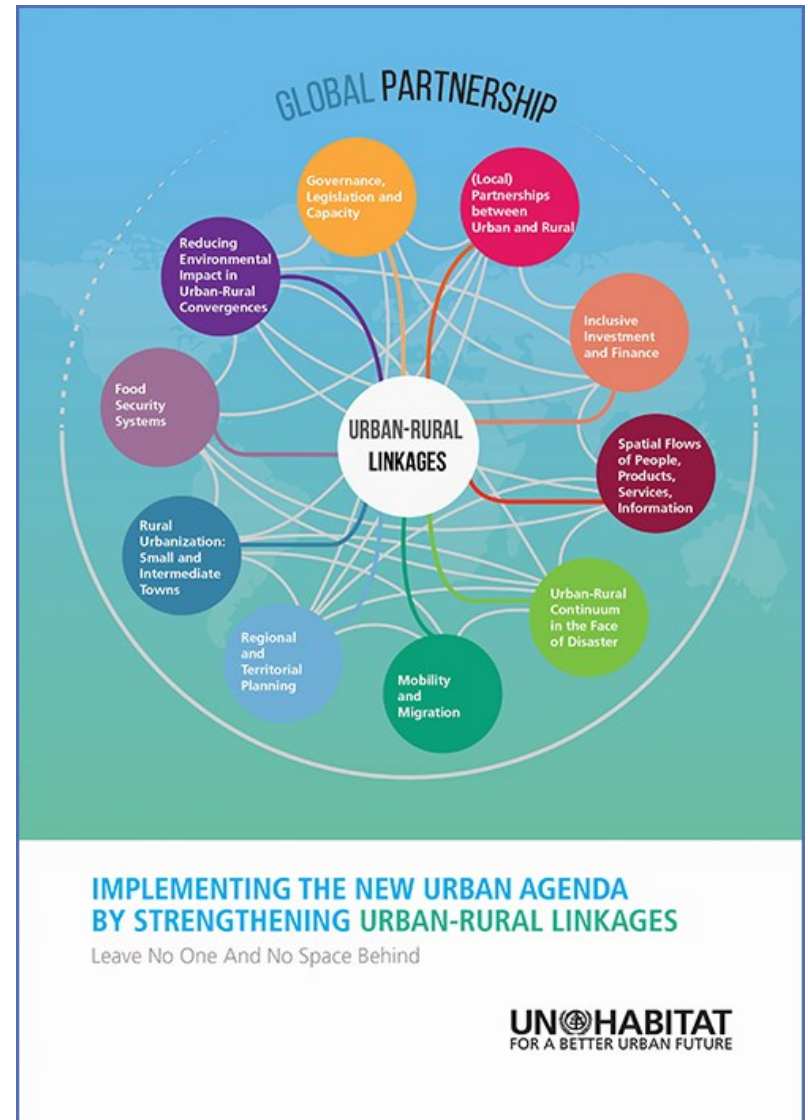 GLOBAL PARTNERSHIP
Governance,
Legislation and
Capacity
(Local)
Partnerships
between
Urban and Rural
Reducing
Environmental
Impact in
Urban-Rural
Convergences
Inclusive
Investment
and Finance
Food
Security
Systems
URBAN-RURAL
LINKAGES
Spatial Flows
of People,
Products,
Services,
Information
Rural
Urbanization:
Small and
Intermediate
Towns
Urban-Rural
Continuum
in the Face
of Disaster
Regional
and
Territorial
Planning
Mobility
and
Migration
IMPLEMENTING THE NEW URBAN AGENDA
BY STRENGTHENING URBAN-RURAL LINKAGES
Leave No One And No Space Behind
UN HABITAT
FOR A BETTER URBAN FUTURE